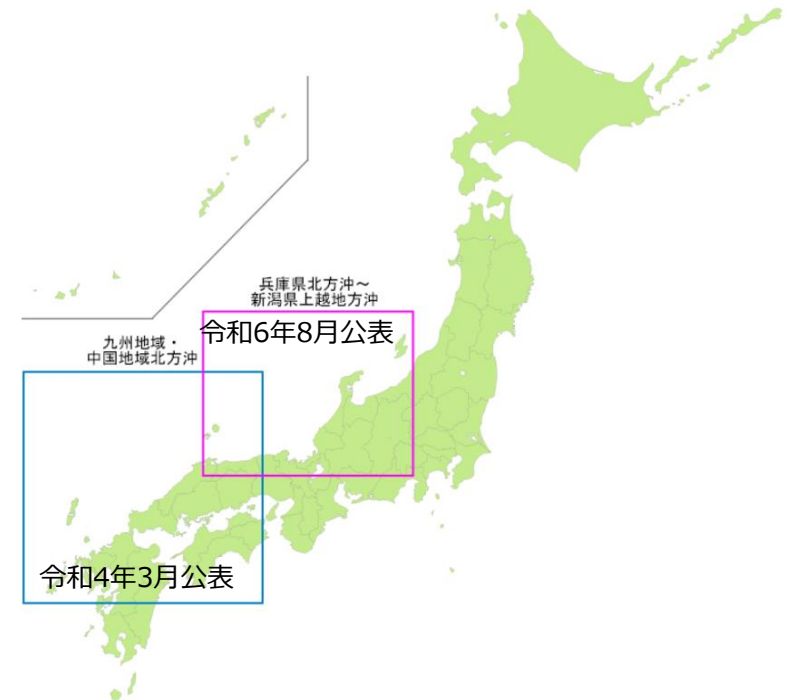 兵庫県北方沖～
新潟県上越地方沖
令和6年8月公表
九州地域・
中国地域北方沖
令和4年3月公表